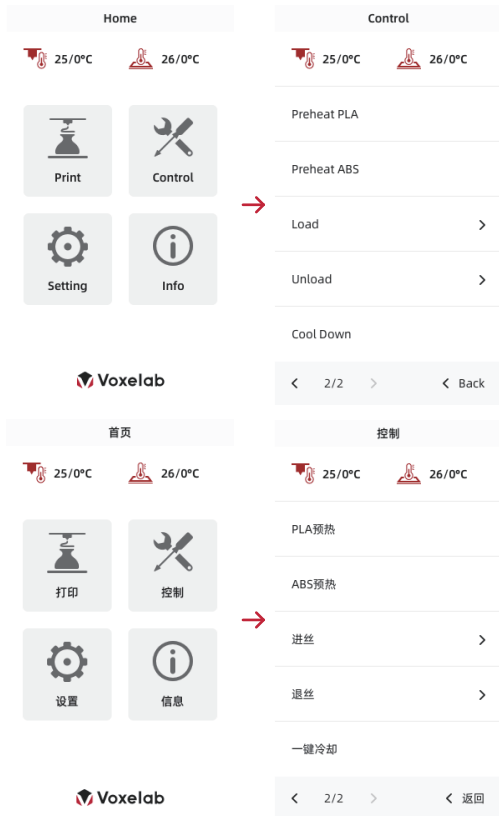 Home
25/0°C 26/0°C
Print Control
Setting Info
Voxelab
Control
25/0°C 26/0°C
Preheat PLA
Preheat ABS
Load
Unload
Cool Down
2/2 Back
首页
25/0°C 26/0°C
打印 控制
设置 信息
Voxelab
控制
25/0°C 26/0°C
PLA预热
ABS预热
进丝
退丝
一键冷却
2/2 返回